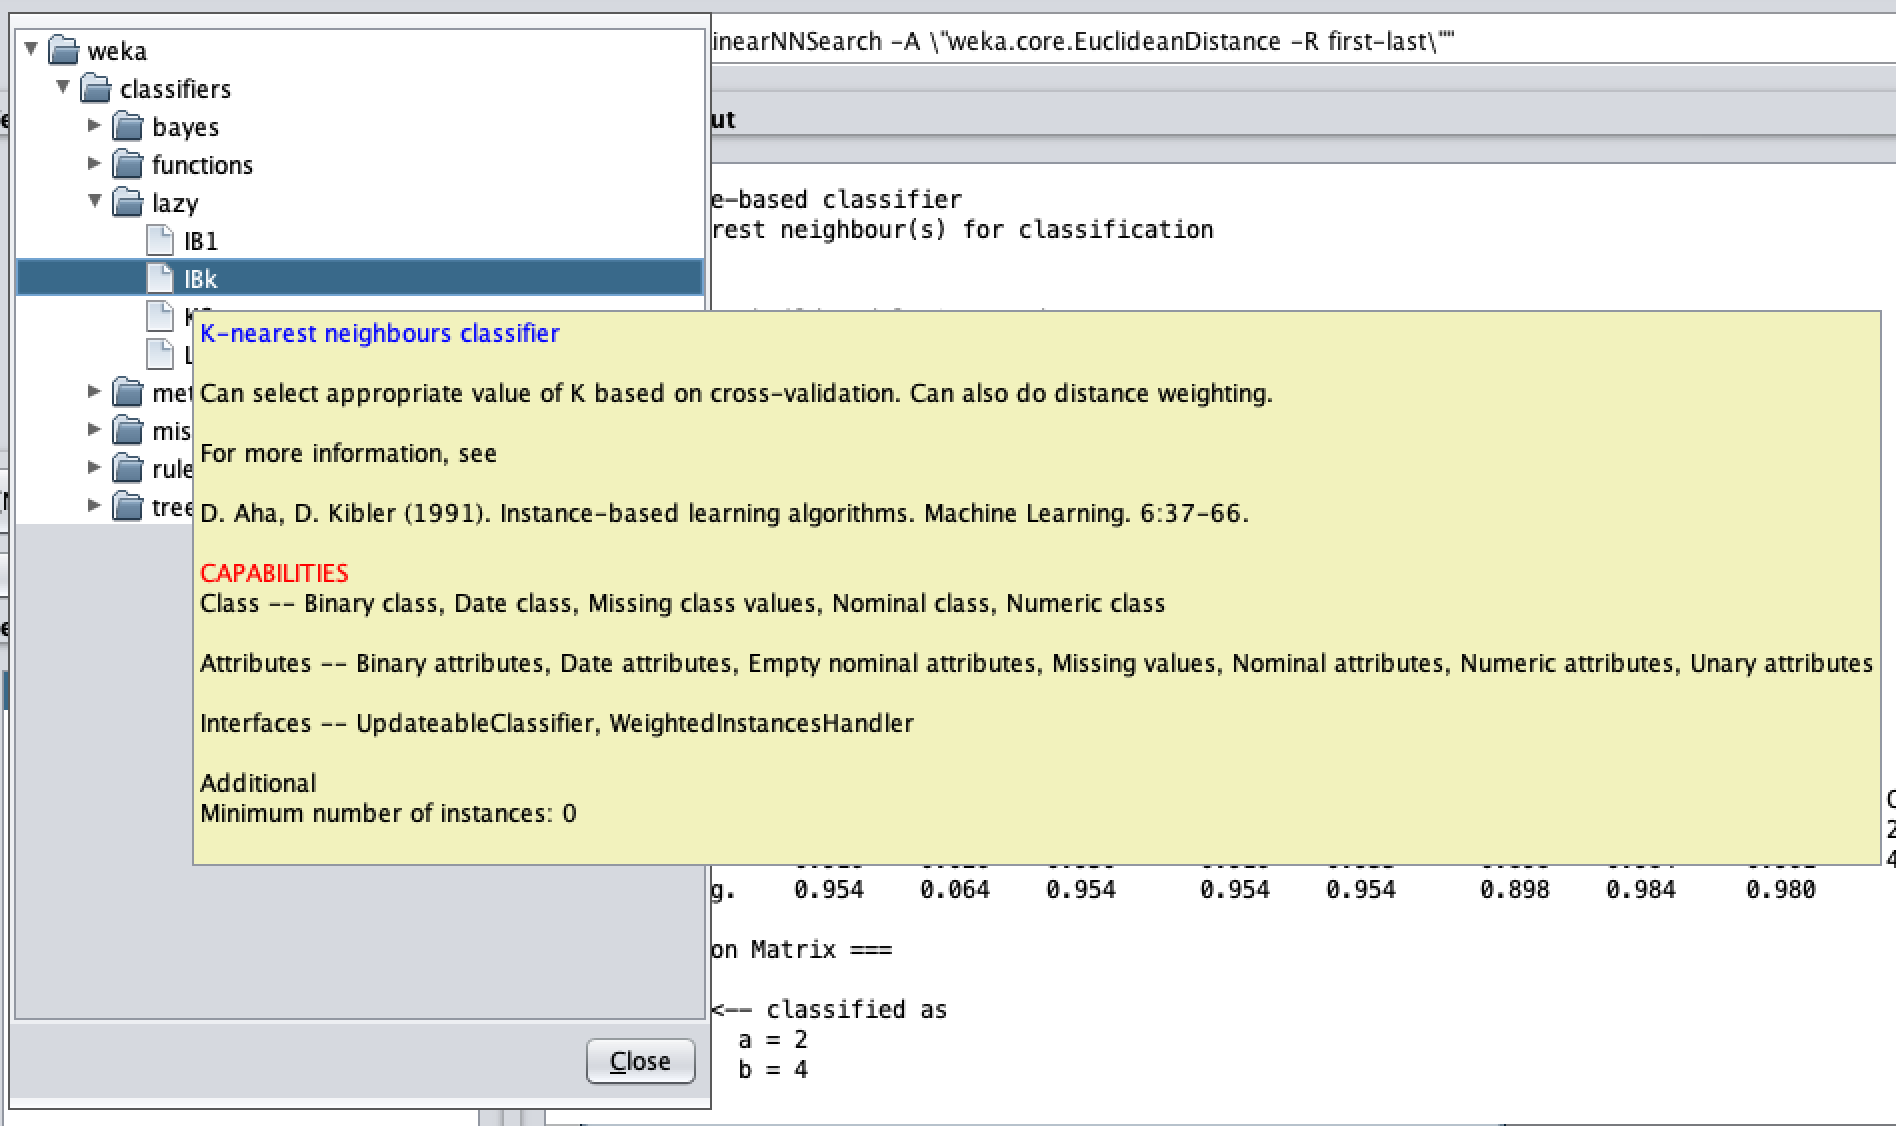 weka
classifiers
bayes
functions
lazy
IB1
IBk
K-nearest neighbours classifier
Can select appropriate value of K based on cross-validation. Can also do distance weighting.
For more information, see
D. Aha, D. Kibler (1991). Instance-based learning algorithms. Machine Learning. 6:37-66.
CAPABILITIES
Class -- Binary class, Date class, Missing class values, Nominal class, Numeric class
Attributes -- Binary attributes, Date attributes, Empty nominal attributes, Missing values, Nominal attributes, Numeric attributes, Unary attributes
Interfaces -- UpdateableClassifier, WeightedInstancesHandler
Additional
Minimum number of instances: 0
met
mis
rule
tree
Close
inearNNSearch -A \"weka.core.EuclideanDistance -R first-last\""
ut
e-based classifier
rest neighbour(s) for classification
g. 0.954 0.064 0.954 0.954 0.954 0.898 0.984 0.980
on Matrix ===
<-- classified as
a = 2
b = 4